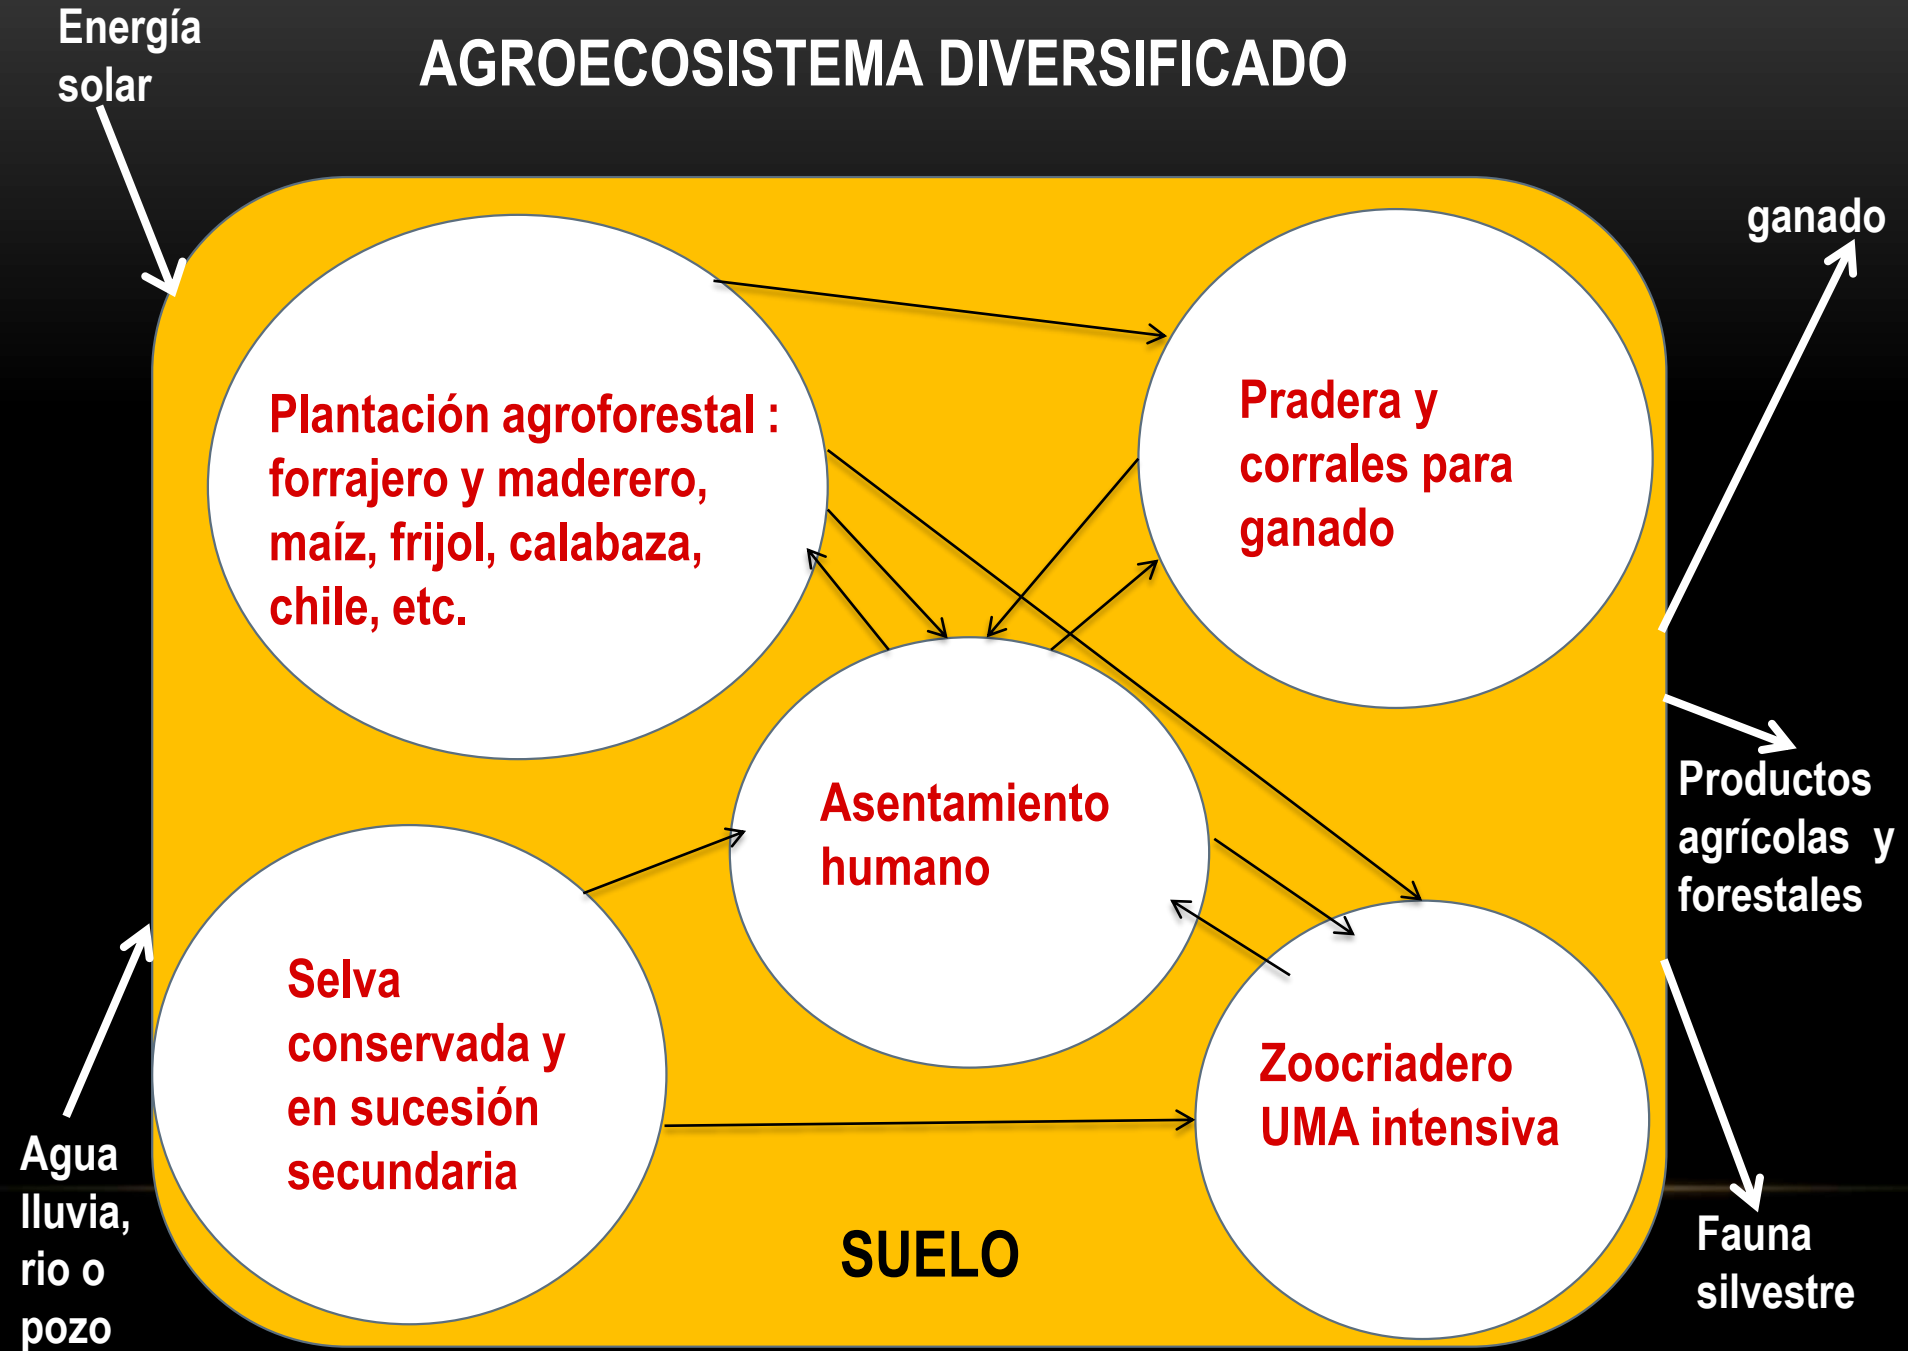 Energía
solar
AGROECOSISTEMA DIVERSIFICADO
ganado
Plantación agroforestal :
forrajero y maderero,
maíz, frijol, calabaza,
chile, etc.
Pradera y
corrales para
ganado
Asentamiento
humano
Productos
agrícolas y
forestales
Selva
conservada y
en sucesión
secundaria
Zoocriadero
UMA intensiva
Agua
lluvia,
rio o
pozo
SUELO
Fauna
silvestre